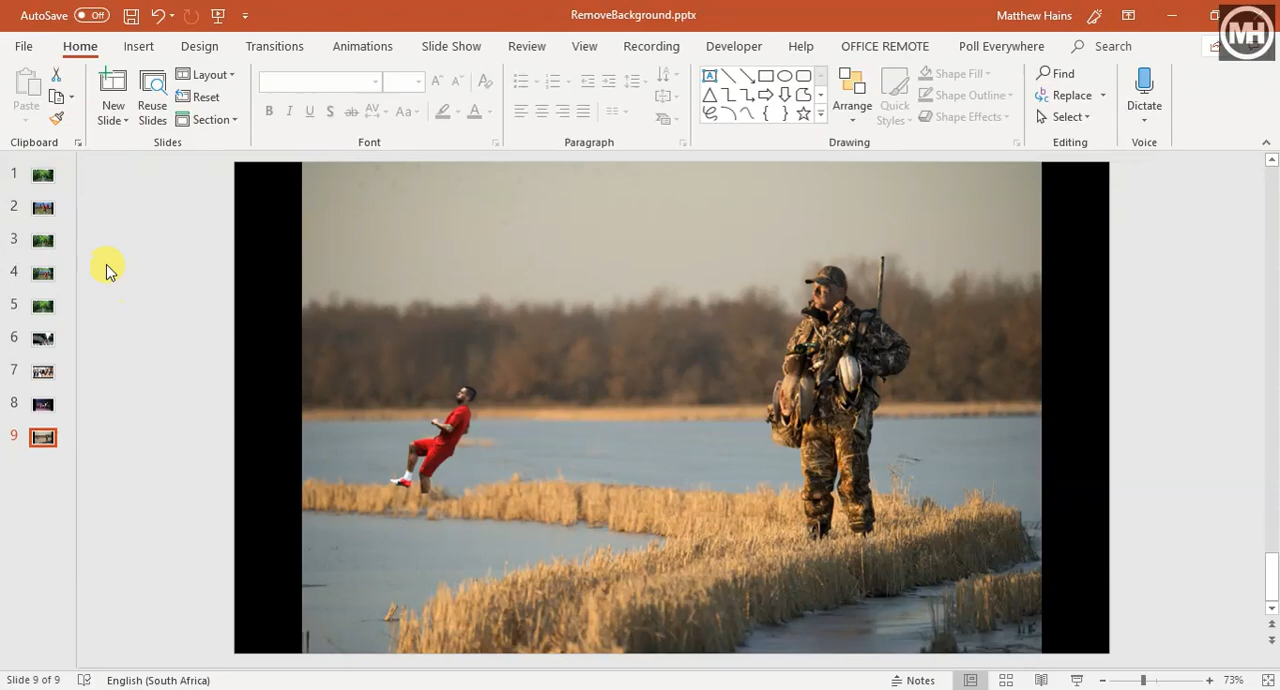 AutoSave Off
RemoveBackground.pptx
Matthew Hains
MH
File Home Insert Design Transitions Animations Slide Show Review View Recording Developer Help OFFICE REMOTE Poll Everywhere Search
Paste
New Slide
Reuse Slides
Layout
Reset
Section
B I U S ab AV Aa A
A A A
A
Arrange
Quick Styles
Shape Fill
Shape Outline
Shape Effects
Find
Replace
Select
Dictate
Clipboard Slides Font Paragraph Drawing Editing Voice
1
2
3
4
5
6
7
8
9
Slide 9 of 9 English (South Africa) Notes 73%